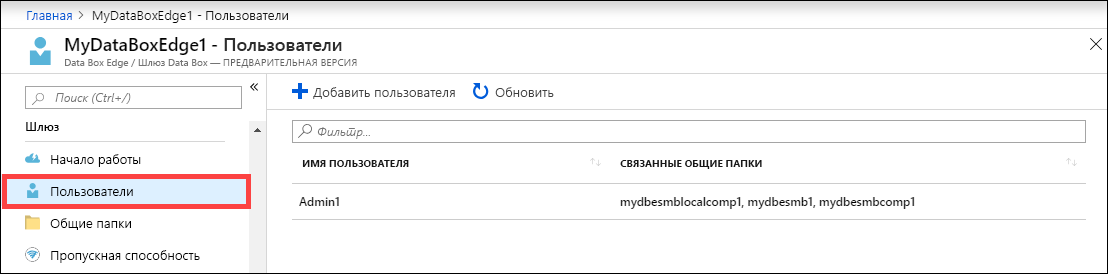 Главная > MyDataBoxEdge1 - Пользователи
MyDataBoxEdge1 - Пользователи
Data Box Edge / Шлюз Data Box — ПРЕДВАРИТЕЛЬНАЯ ВЕРСИЯ
Поиск (Ctrl+/)
Шлюз
Начало работы
Пользователи
Общие папки
Пропускная способность
Добавить пользователя Обновить
Фильтр...
ИМЯ ПОЛЬЗОВАТЕЛЯ СВЯЗАННЫЕ ОБЩИЕ ПАПКИ
Admin1 mydbesmblocalcomp1, mydbesmb1, mydbesmbcomp1